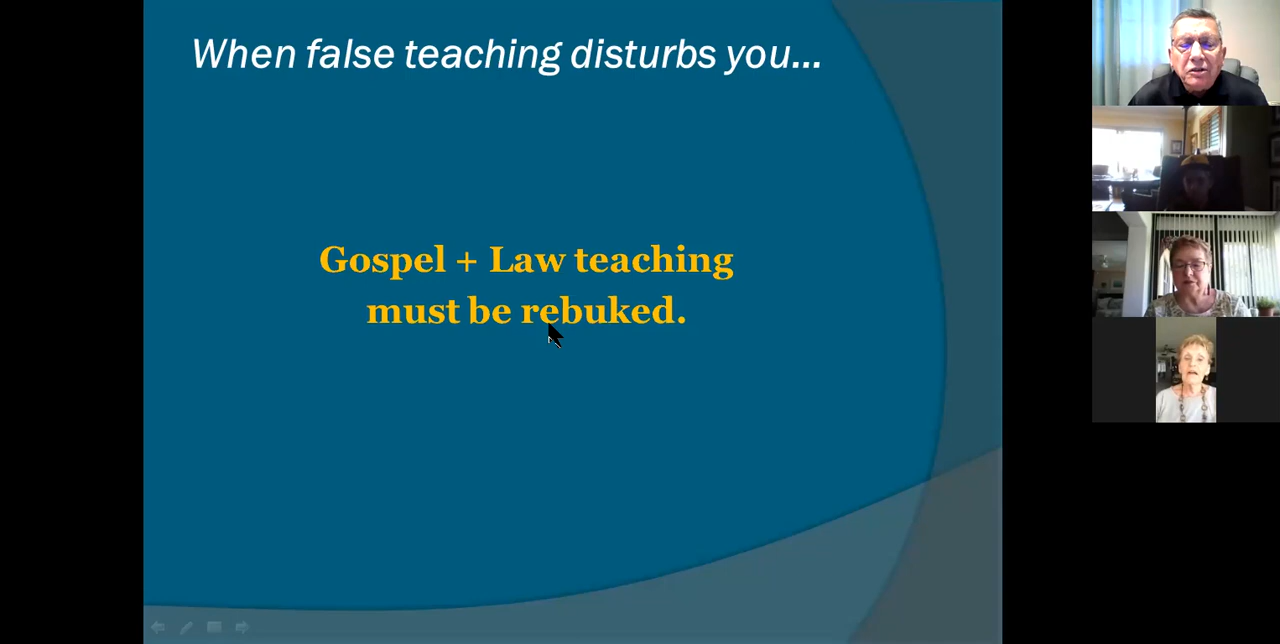 When false teaching disturbs you...
Gospel + Law teaching
must be rebuked.